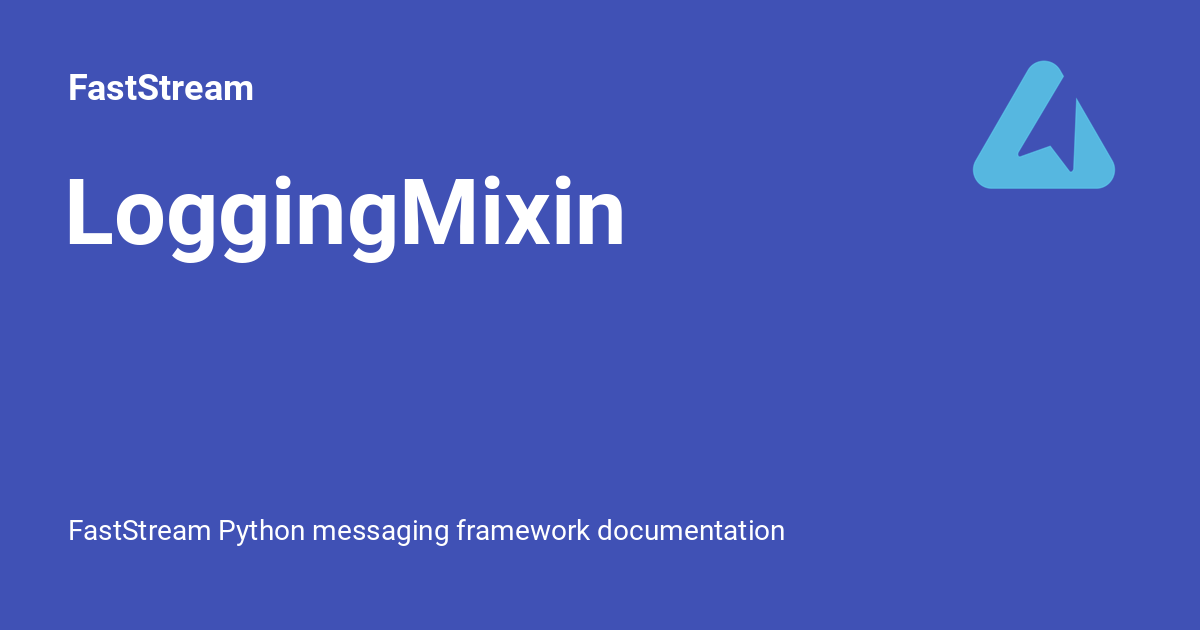 FastStream
LoggingMixin
FastStream Python messaging framework documentation